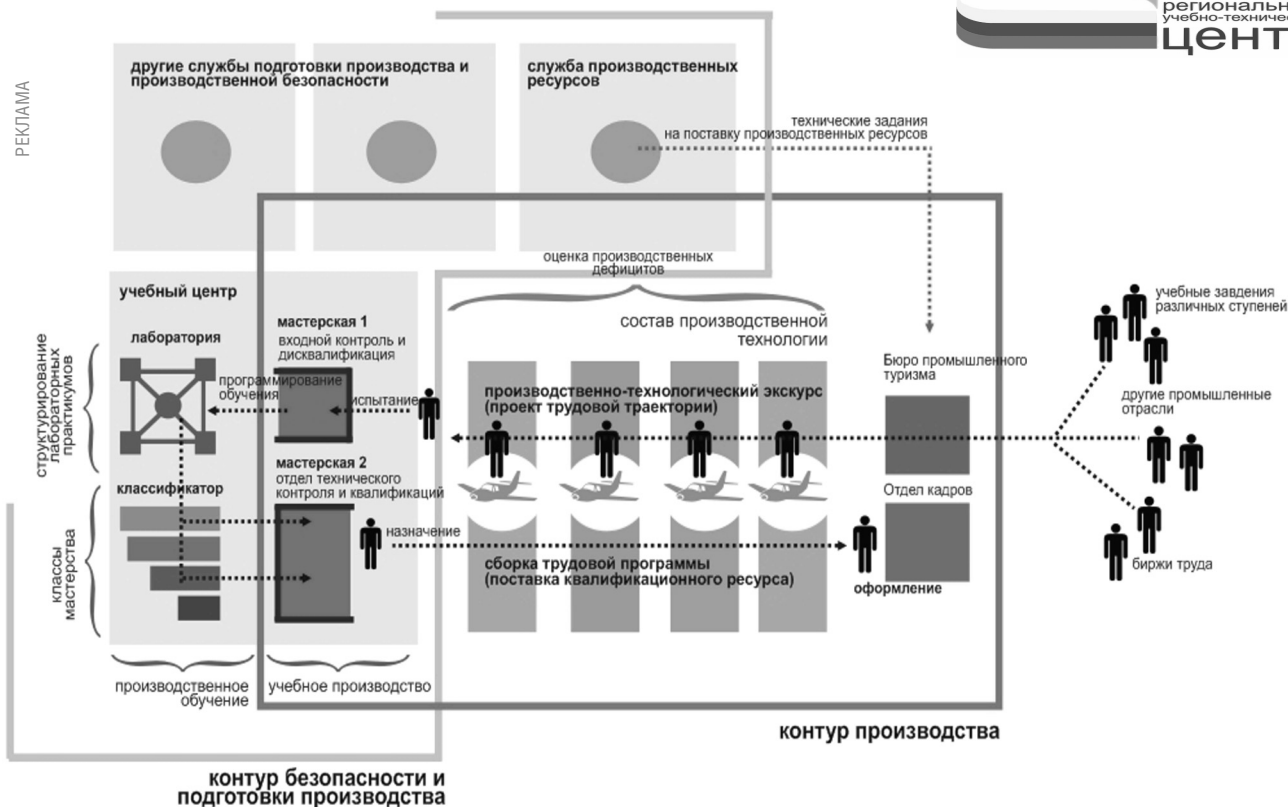 региональн
учебно-техничес
цент
РЕКЛАМА
другие службы подготовки производства и
производственной безопасности
служба производственных
ресурсов
технические задания
на поставку производственных ресурсов
оценка производственных
дефицитов
учебный центр
лаборатория
мастерская 1
входной контроль и
дисквалификация
программирование
обучения
испытание
состав производственной
технологии
производственно-технологический экскурс
(проект трудовой траектории)
Бюро промышленного
туризма
учебные завдения
различных ступеней
другие промышленные
отрасли
структурирование
лабораторных
практикумов
классификатор
мастерская 2
отдел технического
контроля и квалификаций
назначение
Отдел кадров
сборка трудовой программы
(поставка квалификационного ресурса)
оформление
биржи труда
классы
мастерства
производственное
обучение
учебное производство
контур производства
контур безопасности и
подготовки производства